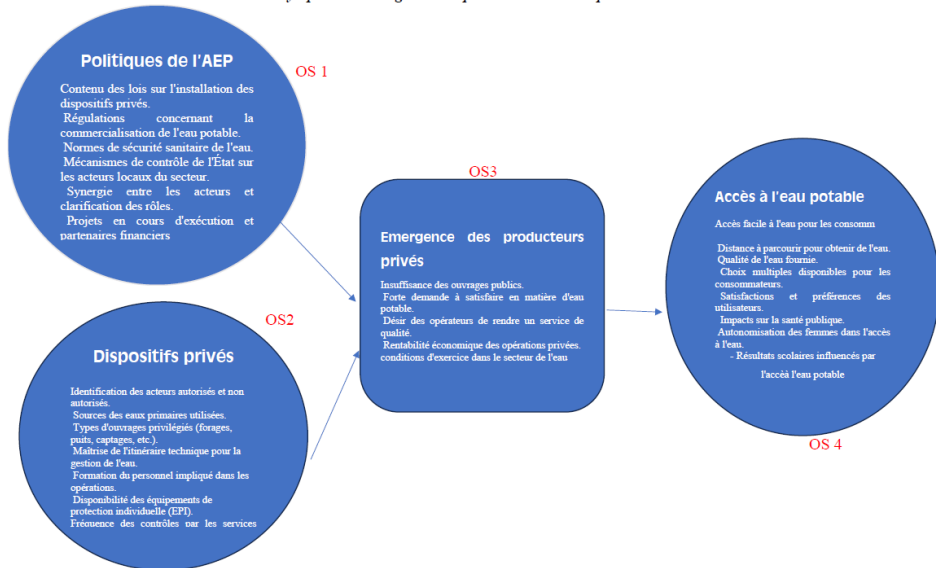 Politiques de l'AEP
OS 1
Contenu des lois sur l'installation des
dispositifs privés.
Régulations concernant la
commercialisation de l'eau potable.
Normes de sécurité sanitaire de l'eau.
Mécanismes de contrôle de l'État sur
les acteurs locaux du secteur.
Synergie entre les acteurs et
clarification des rôles.
Projets en cours d'exécution et
partenaires financiers
OS2
Dispositifs privés
Identification des acteurs autorisés et non
autorisés.
Sources des eaux primaires utilisées.
Types d'ouvrages privilégiés (forages,
puits, captages, etc.).
Maîtrise de l'itinéraire technique pour la
gestion de l'eau.
Formation du personnel impliqué dans les
opérations.
Disponibilité des équipements de
protection individuelle (EPI).
Fréquence des contrôles par les services
OS3
Emergence des producteurs
privés
Insuffisance des ouvrages publics.
Forte demande à satisfaire en matière d'eau
potable.
Désir des opérateurs de rendre un service de
qualité.
Rentabilité économique des opérations privées.
conditions d'exercice dans le secteur de l'eau
Accès à l'eau potable
Accès facile à l'eau pour les consomm
Distance à parcourir pour obtenir de l'eau.
Qualité de l'eau fournie.
Choix multiples disponibles pour les
consommateurs.
Satisfactions et préférences des
utilisateurs.
Impacts sur la santé publique.
Autonomisation des femmes dans l'accès
à l'eau.
- Résultats scolaires influencés par
l'accèà l'eau potable
OS 4